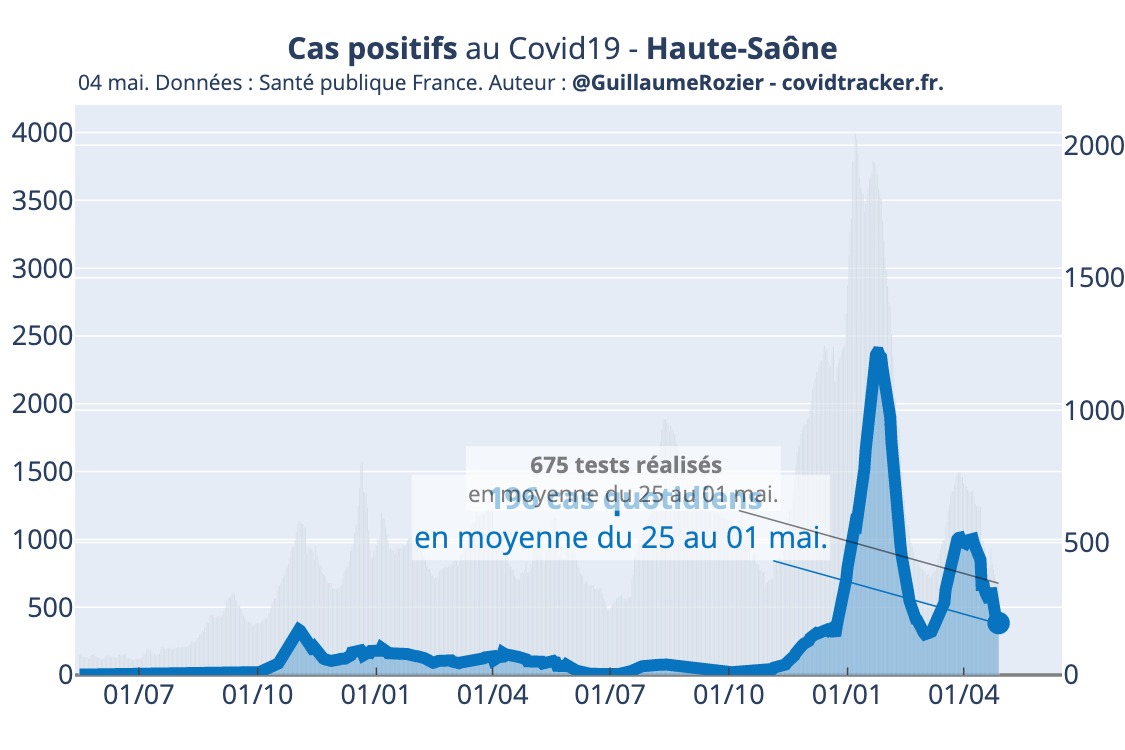 Cas positifs au Covid19 - Haute-Saône
04 mai. Données : Santé publique France. Auteur : @GuillaumeRozier - covidtracker.fr.
4000
3500
3000
2500
2000
1500
1000
500
0
2000
1500
1000
500
0
675 tests réalisés
en moyenne du 25 au 01 mai.
196 cas quotidiens
en moyenne du 25 au 01 mai.
01/07 01/10 01/01 01/04 01/07 01/10 01/01 01/04